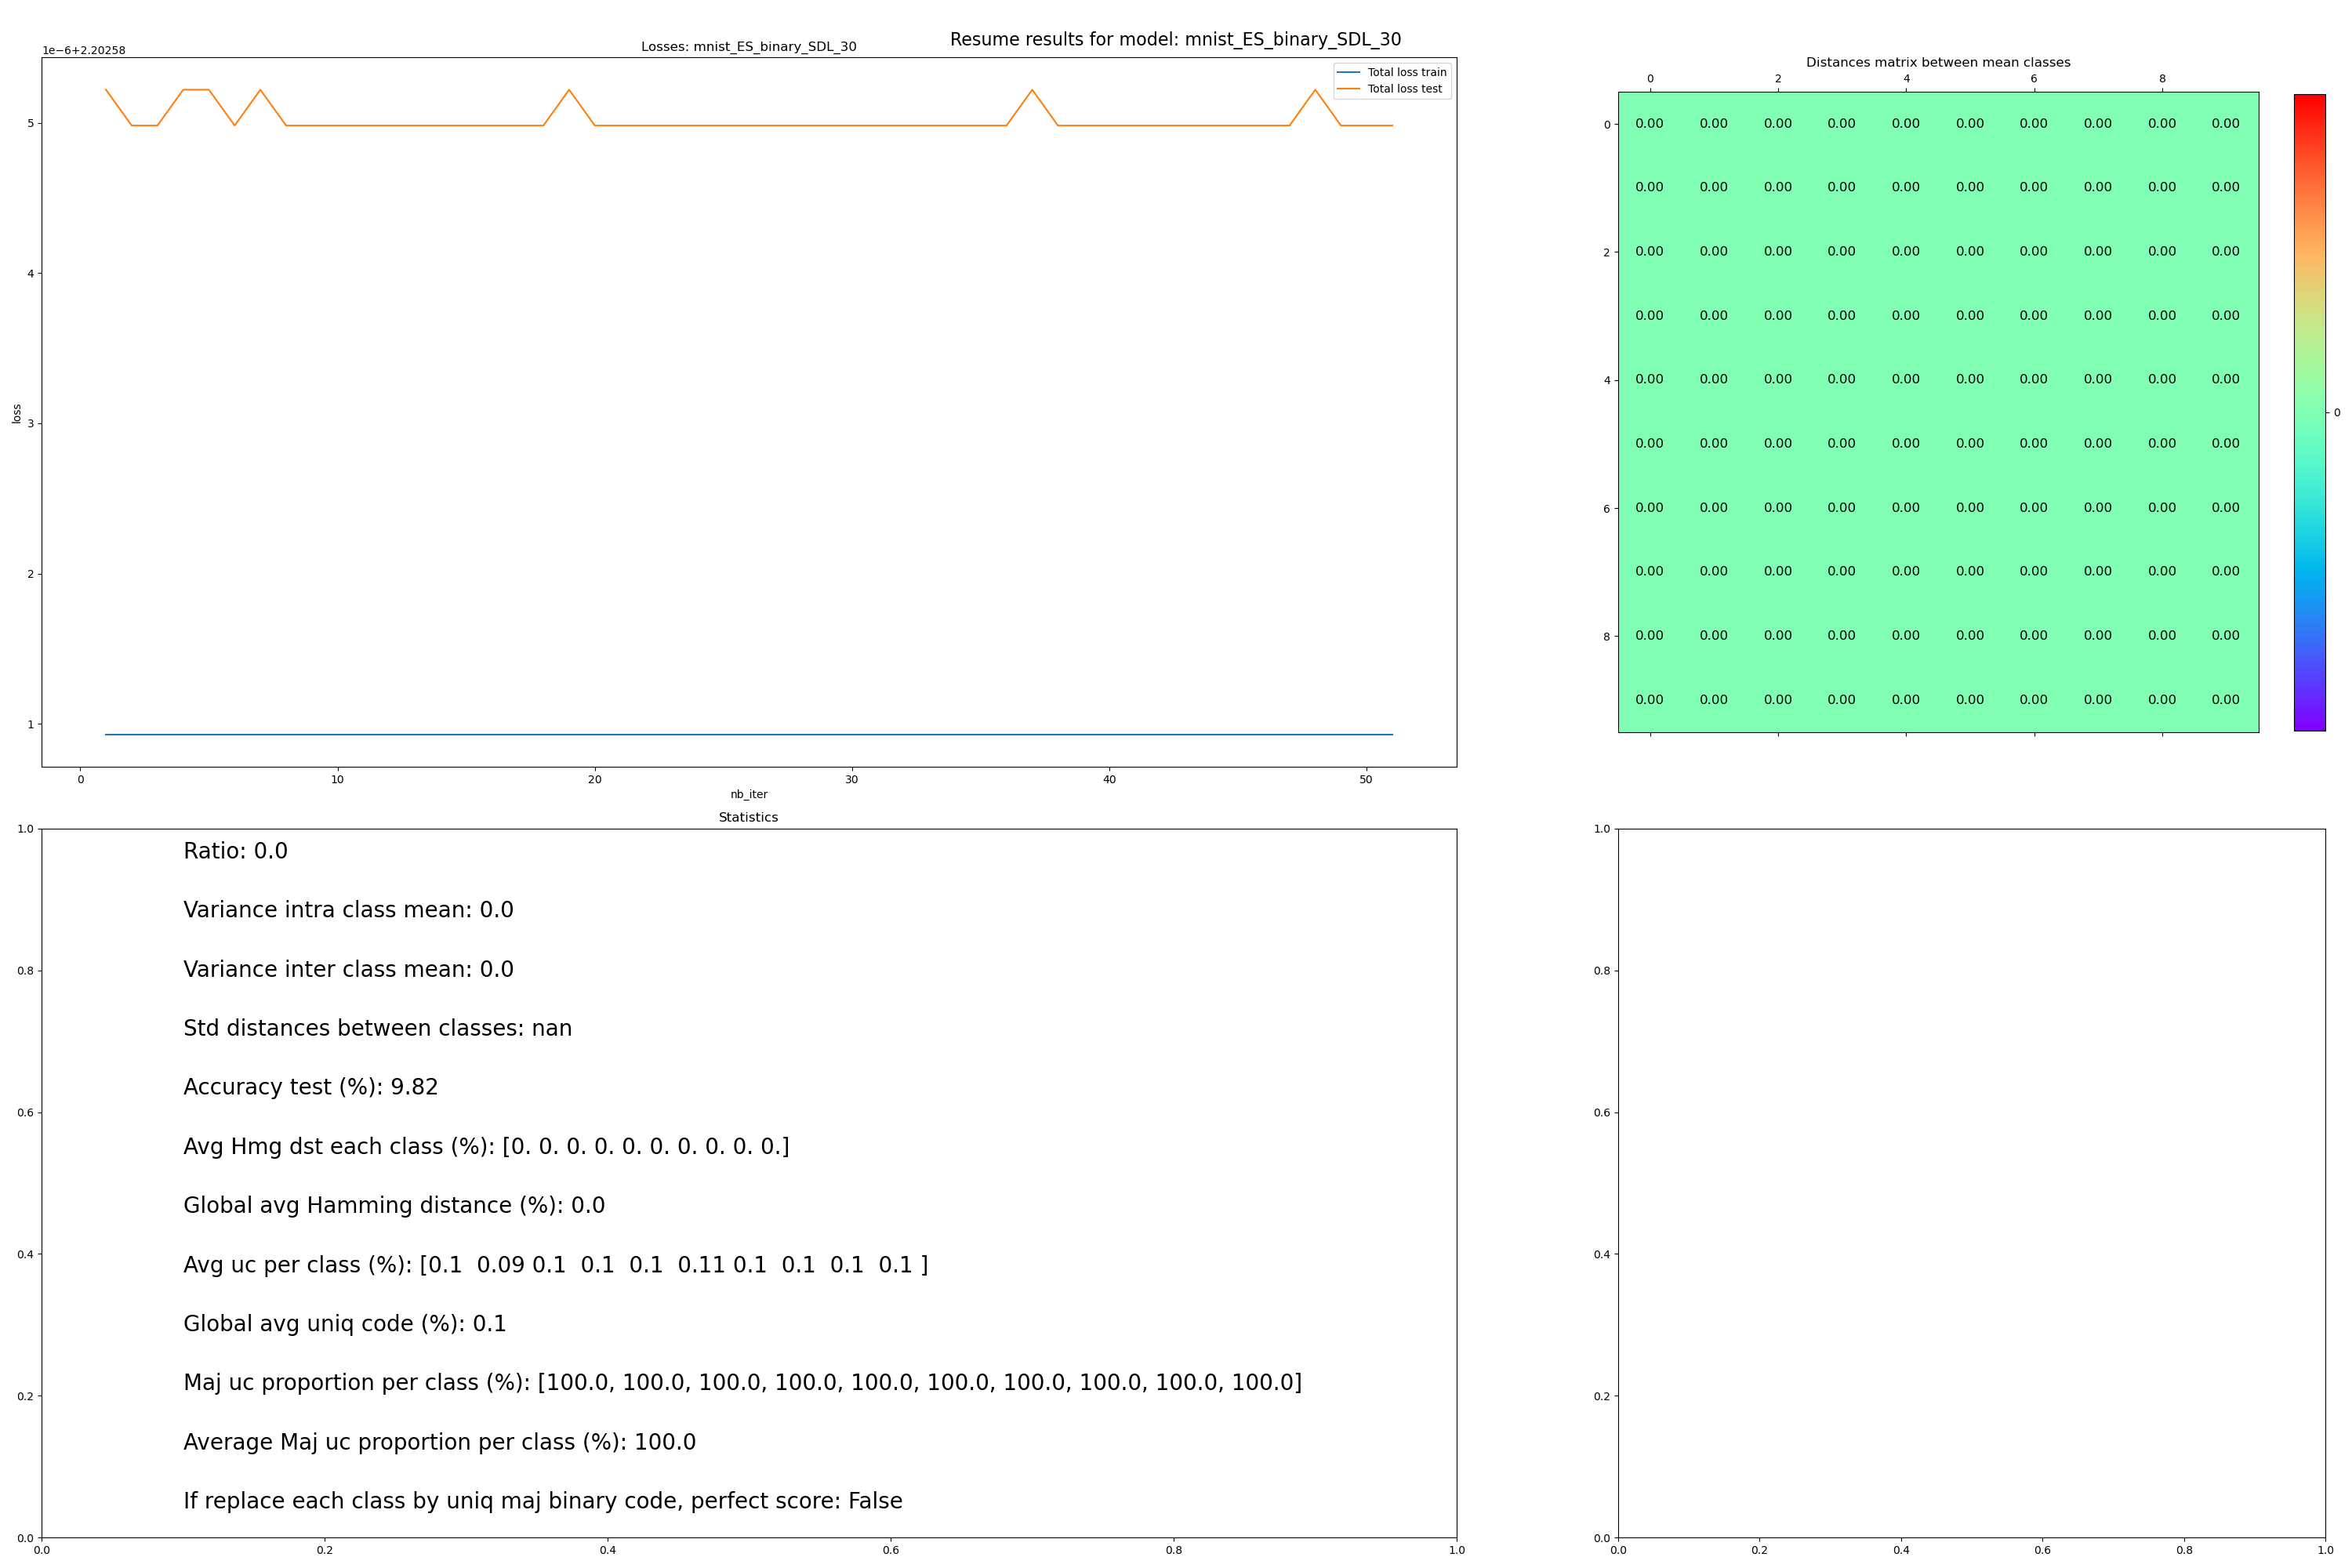 Resume results for model: mnist_ES_binary_SDL_30
Losses: mnist_ES_binary_SDL_30
1e−6+2.20258
Total loss train
Total loss test
5
4
3
2
1
loss
0 10 20 30 40 50
nb_iter
Distances matrix between mean classes
0 2 4 6 8
0
2
4
6
8
0.00 0.00 0.00 0.00 0.00 0.00 0.00 0.00 0.00 0.00
0.00 0.00 0.00 0.00 0.00 0.00 0.00 0.00 0.00 0.00
0.00 0.00 0.00 0.00 0.00 0.00 0.00 0.00 0.00 0.00
0.00 0.00 0.00 0.00 0.00 0.00 0.00 0.00 0.00 0.00
0.00 0.00 0.00 0.00 0.00 0.00 0.00 0.00 0.00 0.00
0.00 0.00 0.00 0.00 0.00 0.00 0.00 0.00 0.00 0.00
0.00 0.00 0.00 0.00 0.00 0.00 0.00 0.00 0.00 0.00
0.00 0.00 0.00 0.00 0.00 0.00 0.00 0.00 0.00 0.00
0.00 0.00 0.00 0.00 0.00 0.00 0.00 0.00 0.00 0.00
0.00 0.00 0.00 0.00 0.00 0.00 0.00 0.00 0.00 0.00
0
Statistics
Ratio: 0.0
Variance intra class mean: 0.0
Variance inter class mean: 0.0
Std distances between classes: nan
Accuracy test (%): 9.82
Avg Hmg dst each class (%): [0. 0. 0. 0. 0. 0. 0. 0. 0. 0.]
Global avg Hamming distance (%): 0.0
Avg uc per class (%): [0.1  0.09 0.1  0.1  0.1  0.11 0.1  0.1  0.1  0.1 ]
Global avg uniq code (%): 0.1
Maj uc proportion per class (%): [100.0, 100.0, 100.0, 100.0, 100.0, 100.0, 100.0, 100.0, 100.0, 100.0]
Average Maj uc proportion per class (%): 100.0
If replace each class by uniq maj binary code, perfect score: False
1.0
0.8
0.6
0.4
0.2
0.0
0.0 0.2 0.4 0.6 0.8 1.0
1.0
0.8
0.6
0.4
0.2
0.0
0.0 0.2 0.4 0.6 0.8 1.0